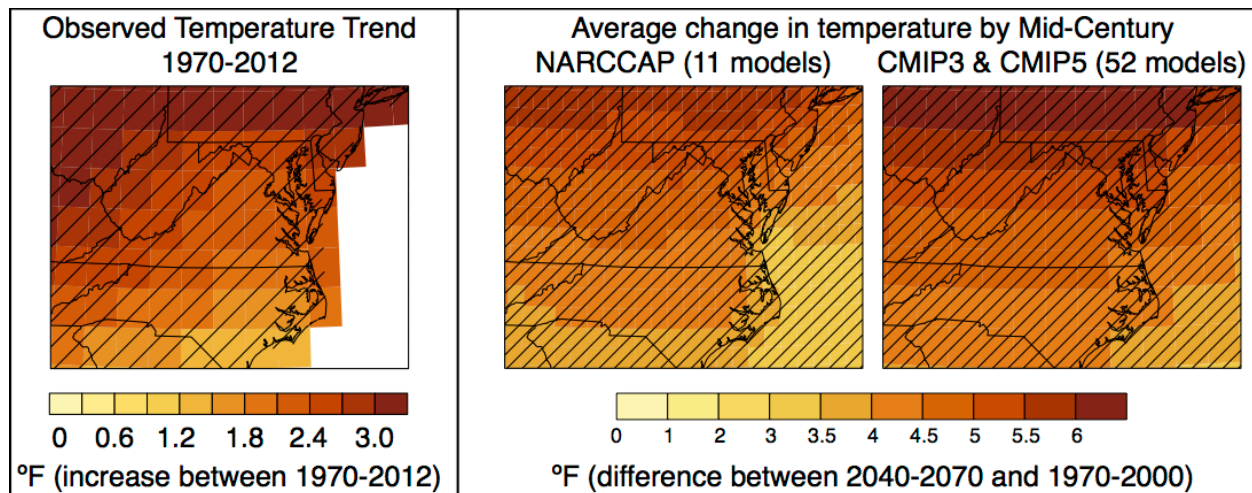 Observed Temperature Trend
1970-2012
0 0.6 1.2 1.8 2.4 3.0
ºF (increase between 1970-2012)
Average change in temperature by Mid-Century
NARCCAP (11 models) CMIP3 & CMIP5 (52 models)
0 1 2 3 3.5 4 4.5 5 5.5 6
ºF (difference between 2040-2070 and 1970-2000)